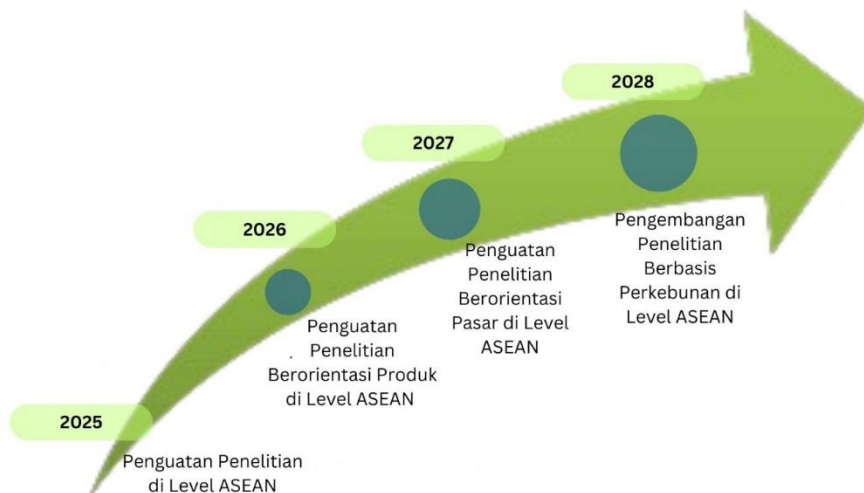 2025
Penguatan Penelitian
di Level ASEAN
2026
Penguatan
Penelitian
Berorientasi Produk
di Level ASEAN
2027
Penguatan
Penelitian
Berorientasi
Pasar di Level
ASEAN
2028
Pengembangan
Penelitian
Berbasis
Perkebunan di
Level ASEAN